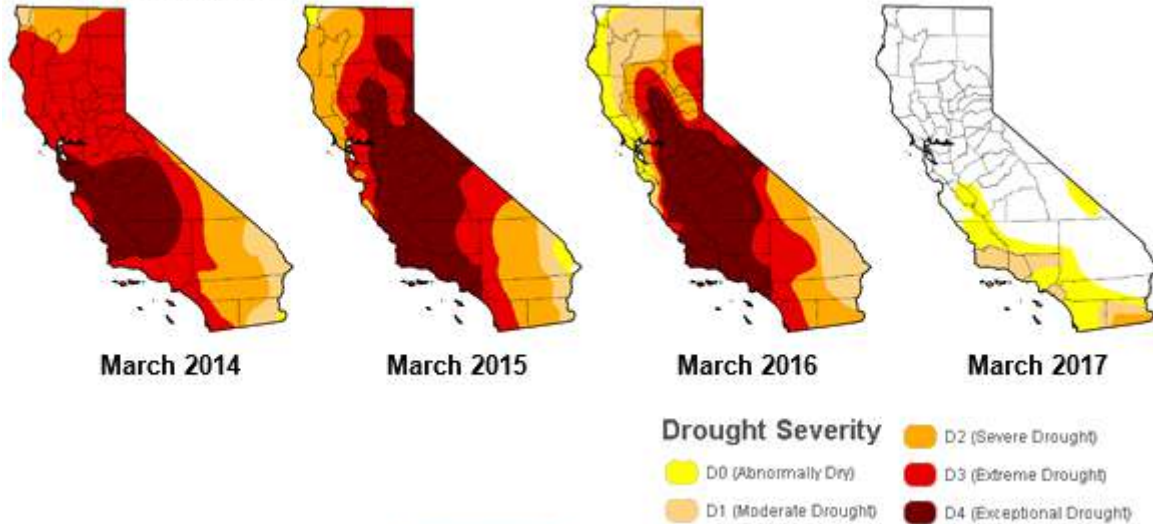 March 2014
March 2015
March 2016
March 2017
Drought Severity
D0 (Abnormally Dry)
D1 (Moderate Drought)
D2 (Severe Drought)
D3 (Extreme Drought)
D4 (Exceptional Drought)